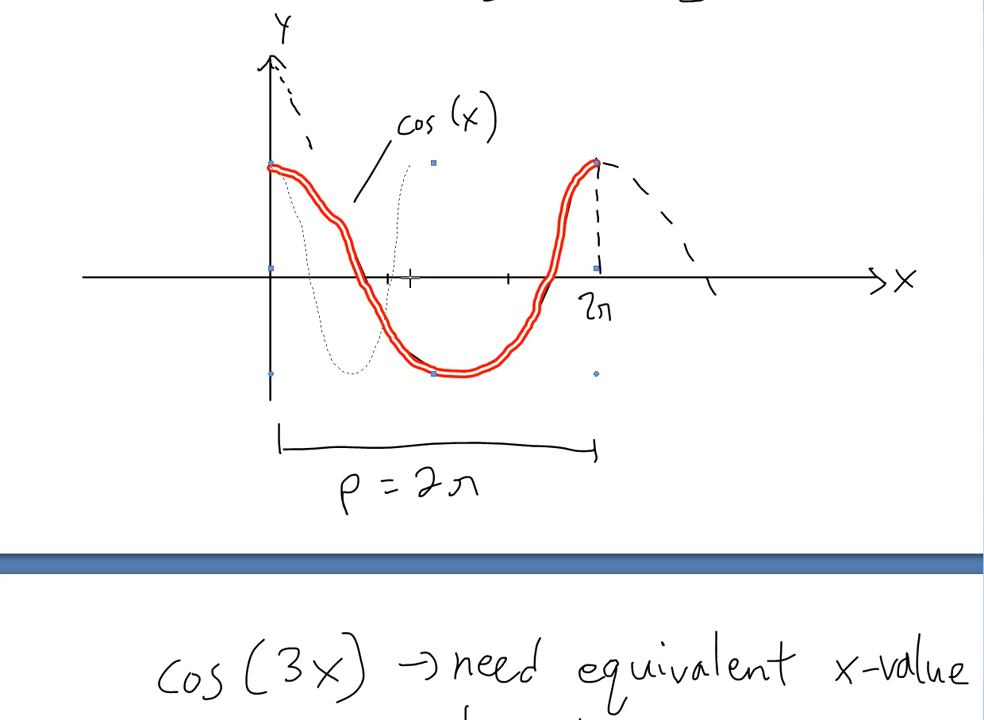 y
cos(x)
x
2π
P = 2π
cos(3x) → need equivalent x-value